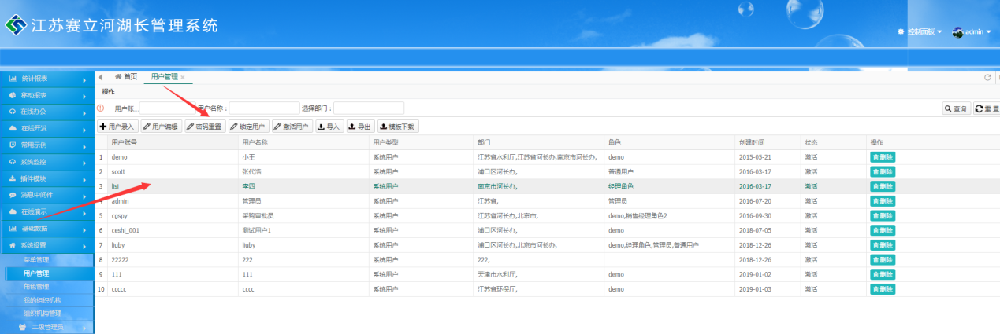 江苏赛立河湖长管理系统
控制面板 admin
统计报表
移动报表
在线办公
在线开发
常用示例
系统监控
插件模块
消息中间件
在线演示
基础数据
系统设置
菜单管理
用户管理
角色管理
我的组织机构
组织机构管理
二级管理员
首页 用户管理 ×
操作
① 用户账... 用户名称： 选择部门： 查询 重置
用户录入 用户编辑 密码重置 锁定用户 激活用户 导入 导出 模板下载
用户账号 用户名称 用户类型 部门 角色 创建时间 状态 操作
1 demo 小王 系统用户 江苏省水利厅,江苏省河长办,南京市河长办, demo 2015-05-21 激活 删除
2 scott 张代浩 系统用户 浦口区河长办, 普通用户 2016-03-17 激活 删除
3 lisi 李四 系统用户 南京市河长办, 经理角色 2016-03-17 激活 删除
4 admin 管理员 系统用户 江苏省, 管理员 2016-07-20 激活 删除
5 cgspy 采购审批员 系统用户 江苏省河长办,北京市, demo,销售经理角色2 2016-09-30 激活 删除
6 ceshi_001 测试用户1 系统用户 浦口区河长办, demo 2018-07-05 激活 删除
7 liuby liuby 系统用户 浦口区河长办,北京市河长办, demo,经理角色,管理员,普通用户 2018-12-26 激活 删除
8 22222 222 系统用户 222, 2018-12-26 激活 删除
9 111 111 系统用户 天津市水利厅, demo 2019-01-02 激活 删除
10 ccccc cccc 系统用户 江苏省环保厅, demo 2019-01-03 激活 删除